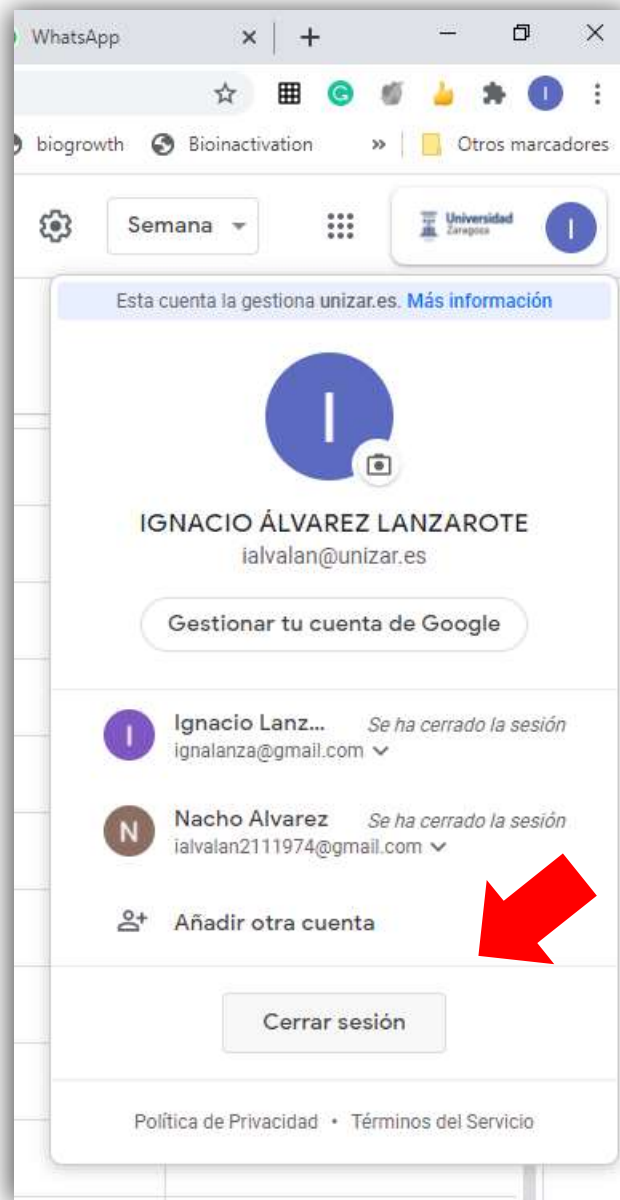 WhatsApp
biogrowth Bioinactivation » Otros marcadores
Semana
Universidad
Zaragoza
I
Esta cuenta la gestiona unizar.es. Más información
I
IGNACIO ÁLVAREZ LANZAROTE
ialvalan@unizar.es
Gestionar tu cuenta de Google
I
Ignacio Lanz... Se ha cerrado la sesión
ignalanza@gmail.com
N
Nacho Alvarez Se ha cerrado la sesión
ialvalan2111974@gmail.com
Añadir otra cuenta
Cerrar sesión
Política de Privacidad • Términos del Servicio